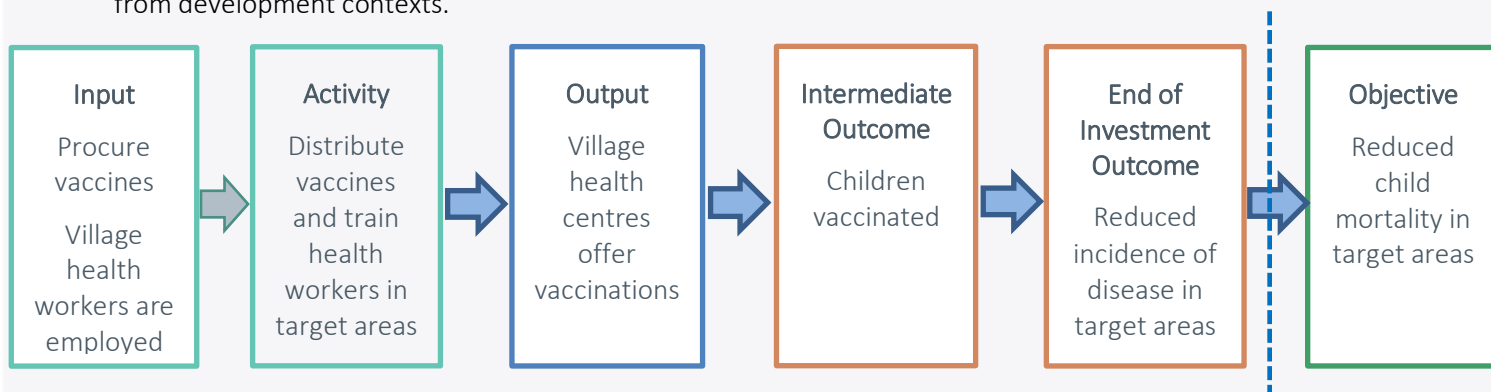 from development contexts.
Input
Procure
vaccines
Village
health
workers are
employed
Activity
Distribute
vaccines
and train
health
workers in
target areas
Output
Village
health
centres
offer
vaccinations
Intermediate
Outcome
Children
vaccinated
End of
Investment
Outcome
Reduced
incidence of
disease in
target areas
Objective
Reduced
child
mortality in
target areas